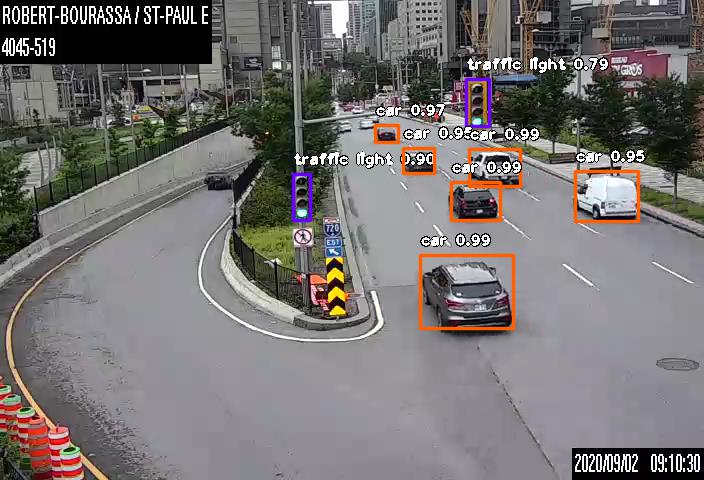 ROBERT-BOURASSA / ST-PAUL E
4045-519
traffic light 0.79
car 0.97
car 0.95
car 0.99
traffic light 0.90
car 0.99
car 0.95
car 0.99
720
EST
2020/09/02 09:10:30